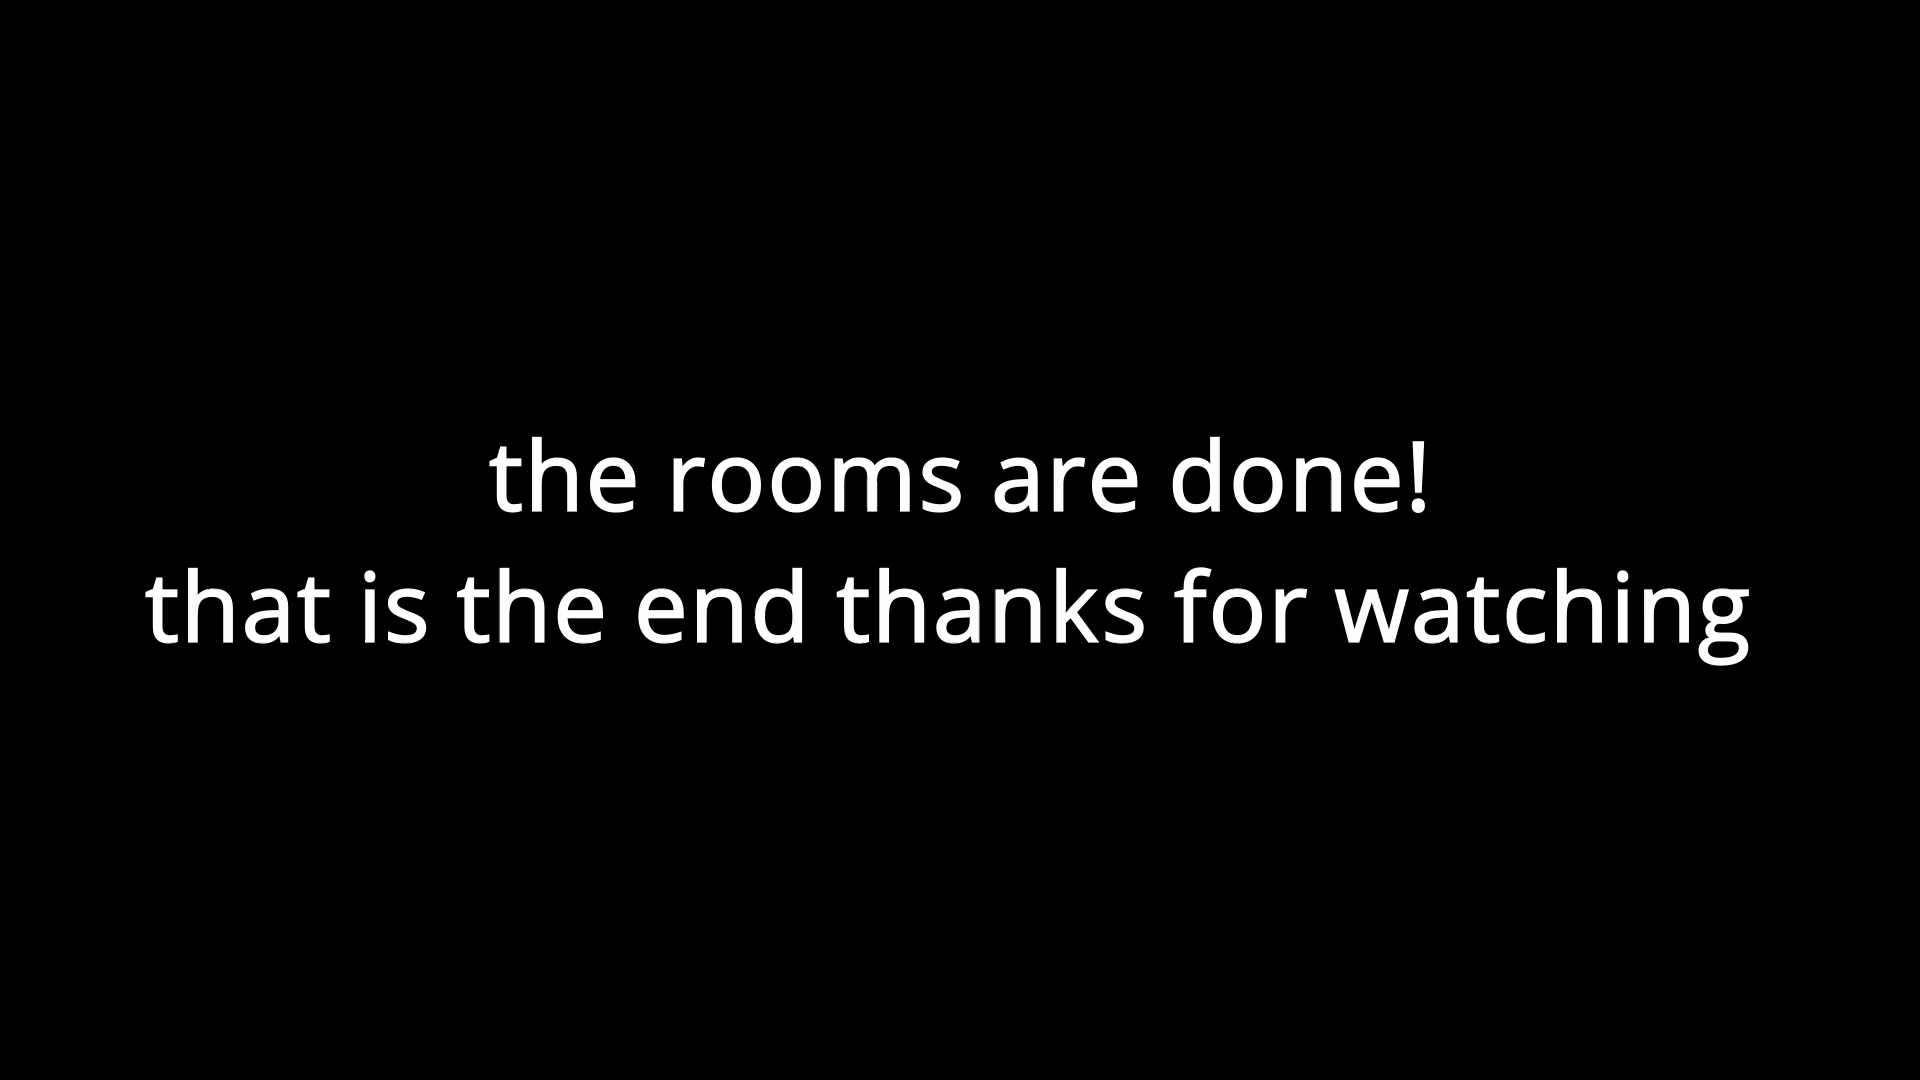 the rooms are done!
that is the end thanks for watching